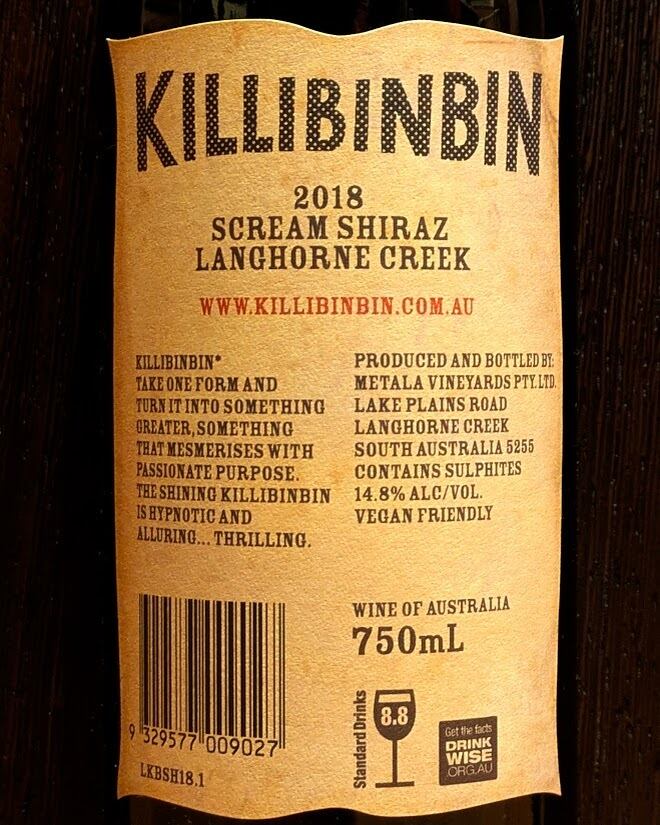 KILLIBINBIN
2018
SCREAM SHIRAZ
LANGHORNE CREEK
WWW.KILLIBINBIN.COM.AU
KILLIBINBIN*
TAKE ONE FORM AND
TURN IT INTO SOMETHING
GREATER, SOMETHING
THAT MESMERISES WITH
PASSIONATE PURPOSE.
THE SHINING KILLIBINBIN
IS HYPNOTIC AND
ALLURING... THRILLING.
PRODUCED AND BOTTLED BY:
METALA VINEYARDS PTY. LTD.
LAKE PLAINS ROAD
LANGHORNE CREEK
SOUTH AUSTRALIA 5255
CONTAINS SULPHITES
14.8% ALC/VOL.
VEGAN FRIENDLY
WINE OF AUSTRALIA
750mL
9 329577 009027
LKBSH18.1
Standard Drinks
8.8
Get the facts
DRINK
WISE
.ORG.AU